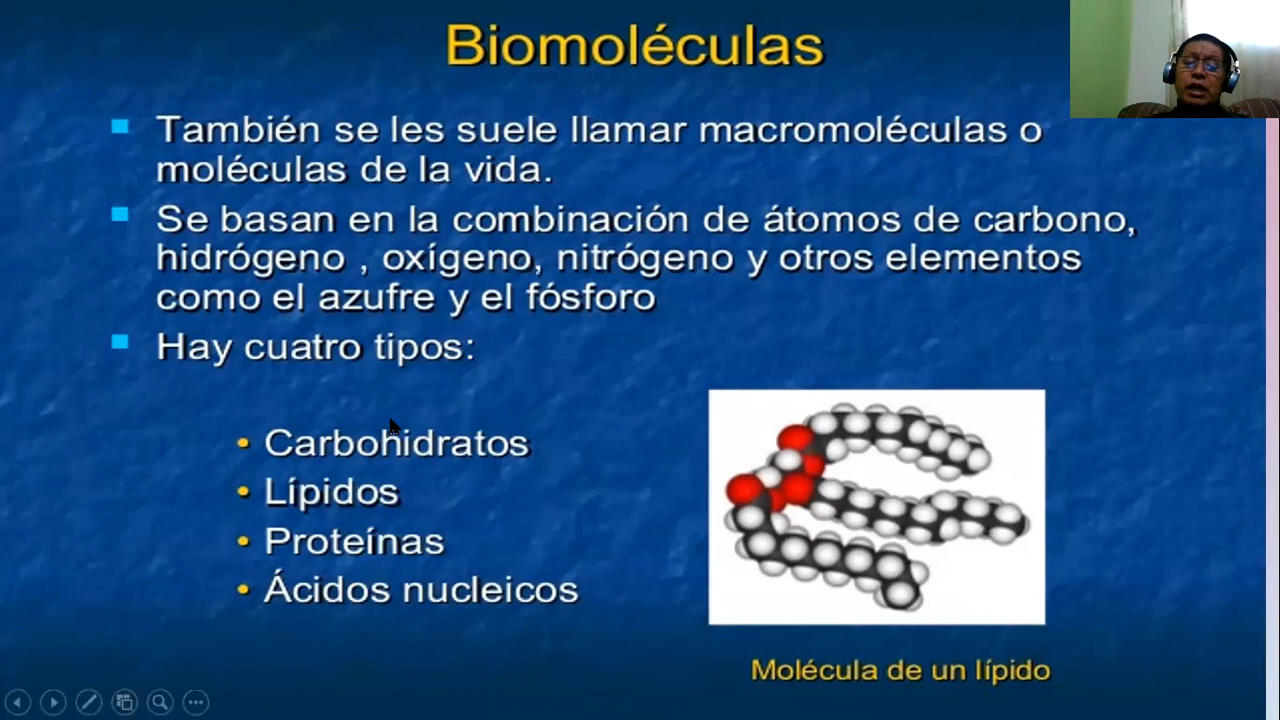 Biomoléculas
También se les suele llamar macromoléculas o
moléculas de la vida.
Se basan en la combinación de átomos de carbono,
hidrógeno , oxígeno, nitrógeno y otros elementos
como el azufre y el fósforo
Hay cuatro tipos:
Carbohidratos
Lípidos
Proteínas
Ácidos nucleicos
Molécula de un lípido